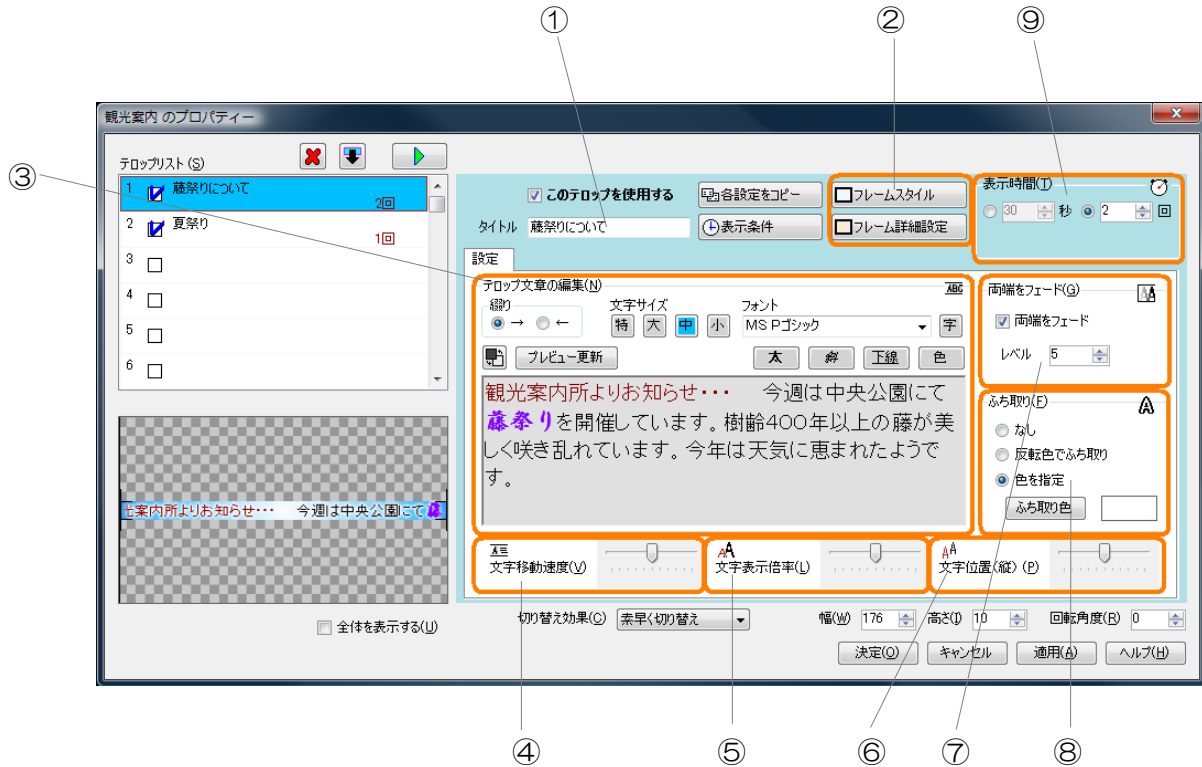 ① ② ⑨
観光案内 のプロパティー
③
テロップリスト(S)
1 藤祭りについて
2回
2 夏祭り
1回
3
4
5
6
このテロップを使用する
各設定をコピー
フレームスタイル
タイトル 藤祭りについて
表示条件
フレーム詳細設定
表示時間(T)
30 秒 2 回
設定
テロップ文章の編集(N)
ABC
綴り
→ ←
文字サイズ
特 大 中 小
フォント
MS Pゴシック
字
プレビュー更新
太 斜 下線 色
観光案内所よりお知らせ・・・ 今週は中央公園にて
藤祭りを開催しています。樹齢400年以上の藤が美
しく咲き乱れています。今年は天気に恵まれたようで
す。
両端をフェード(G)
AA
両端をフェード
レベル 5
ふち取り(F)
A
なし
反転色でふち取り
色を指定
ふち取り色
文字移動速度(V)
AA
文字表示倍率(L)
AA
文字位置(縦) (P)
案内所よりお知らせ・・・ 今週は中央公園にて藤
全体を表示する(U)
切り替え効果(C) 素早く切り替え
幅(W) 176 高さ(I) 10 回転角度(R) 0
決定(O) キャンセル 適用(A) ヘルプ(H)
④ ⑤ ⑥ ⑦ ⑧